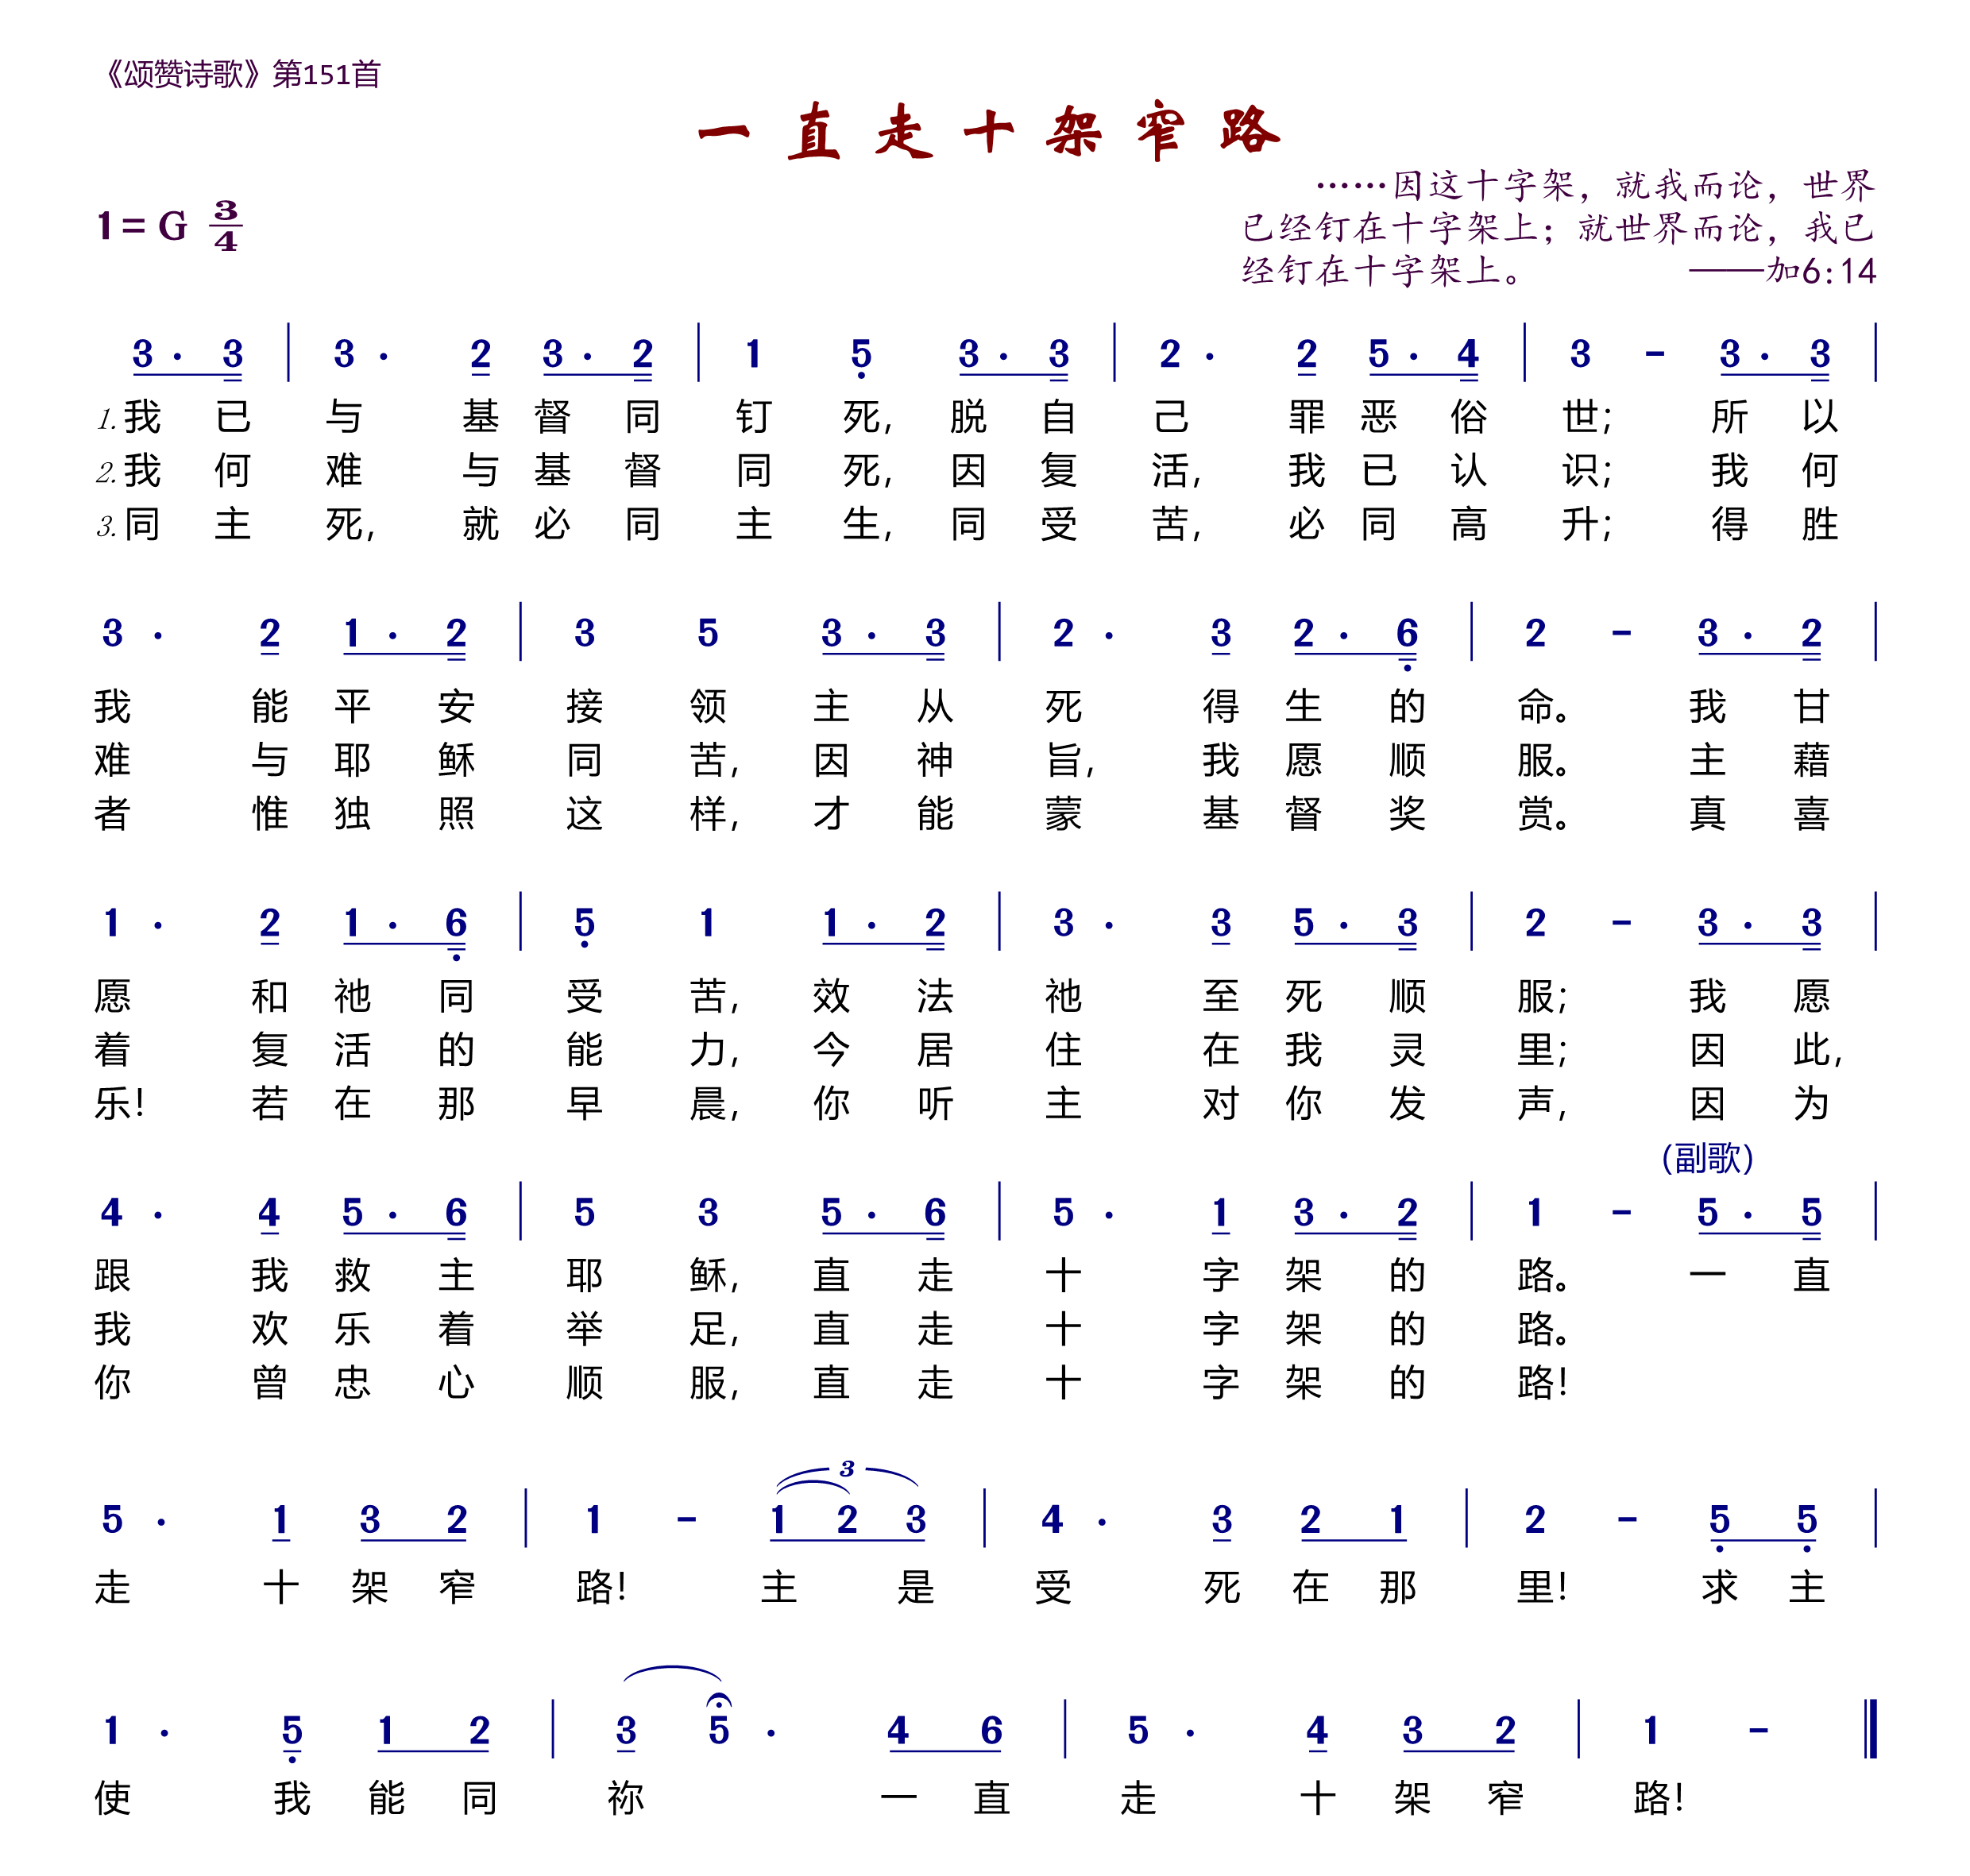 《颂赞诗歌》第151首
一直走十架窄路
……因这十字架，就我而论，世界
1=G 3/4
已经钉在十字架上；就世界而论，我已
经钉在十字架上。 ——加6:14
3· 3 | 3· 2 3· 2 | 1 5 3· 3 | 2· 2 5· 4 | 3 - 3· 3 |
1.我已与基督同钉死，脱自己罪恶俗世；所以
2.我何难与基督同死，因复活，我已认识；我何
3.同主死，就必同主生，同受苦，必同高升；得胜
3· 2 1· 2 | 3 5 3· 3 | 2· 3 2· 6 | 2 - 3· 2 |
我能平安接领主从死得生的命。我甘
难与耶稣同苦，因神旨，我愿顺服。主藉
者惟独照这样，才能蒙基督奖赏。真喜
1· 2 1· 6 | 5 1 1· 2 | 3· 3 5· 3 | 2 - 3· 3 |
愿和祂同受苦，效法祂至死顺服；我愿
着复活的能力，今居住在我灵里；因此，
乐！若在那早晨，你听主对你发声，因为
(副歌)
4· 4 5· 6 | 5 3 5· 6 | 5· 1 3· 2 | 1 - 5· 5 |
跟我救主耶稣，直走十字架的路。一直
我欢乐着举足，直走十字架的路。
你曾忠心顺服，直走十字架的路！
3
5· 1 3 2 | 1 - 1 2 3 | 4· 3 2 1 | 2 - 5 5 |
走十架窄路！主是受死在那里！求主
1· 5 1 2 | 3 5· 4 6 | 5· 4 3 2 | 1 - ‖
使我能同祢一直走十架窄路！